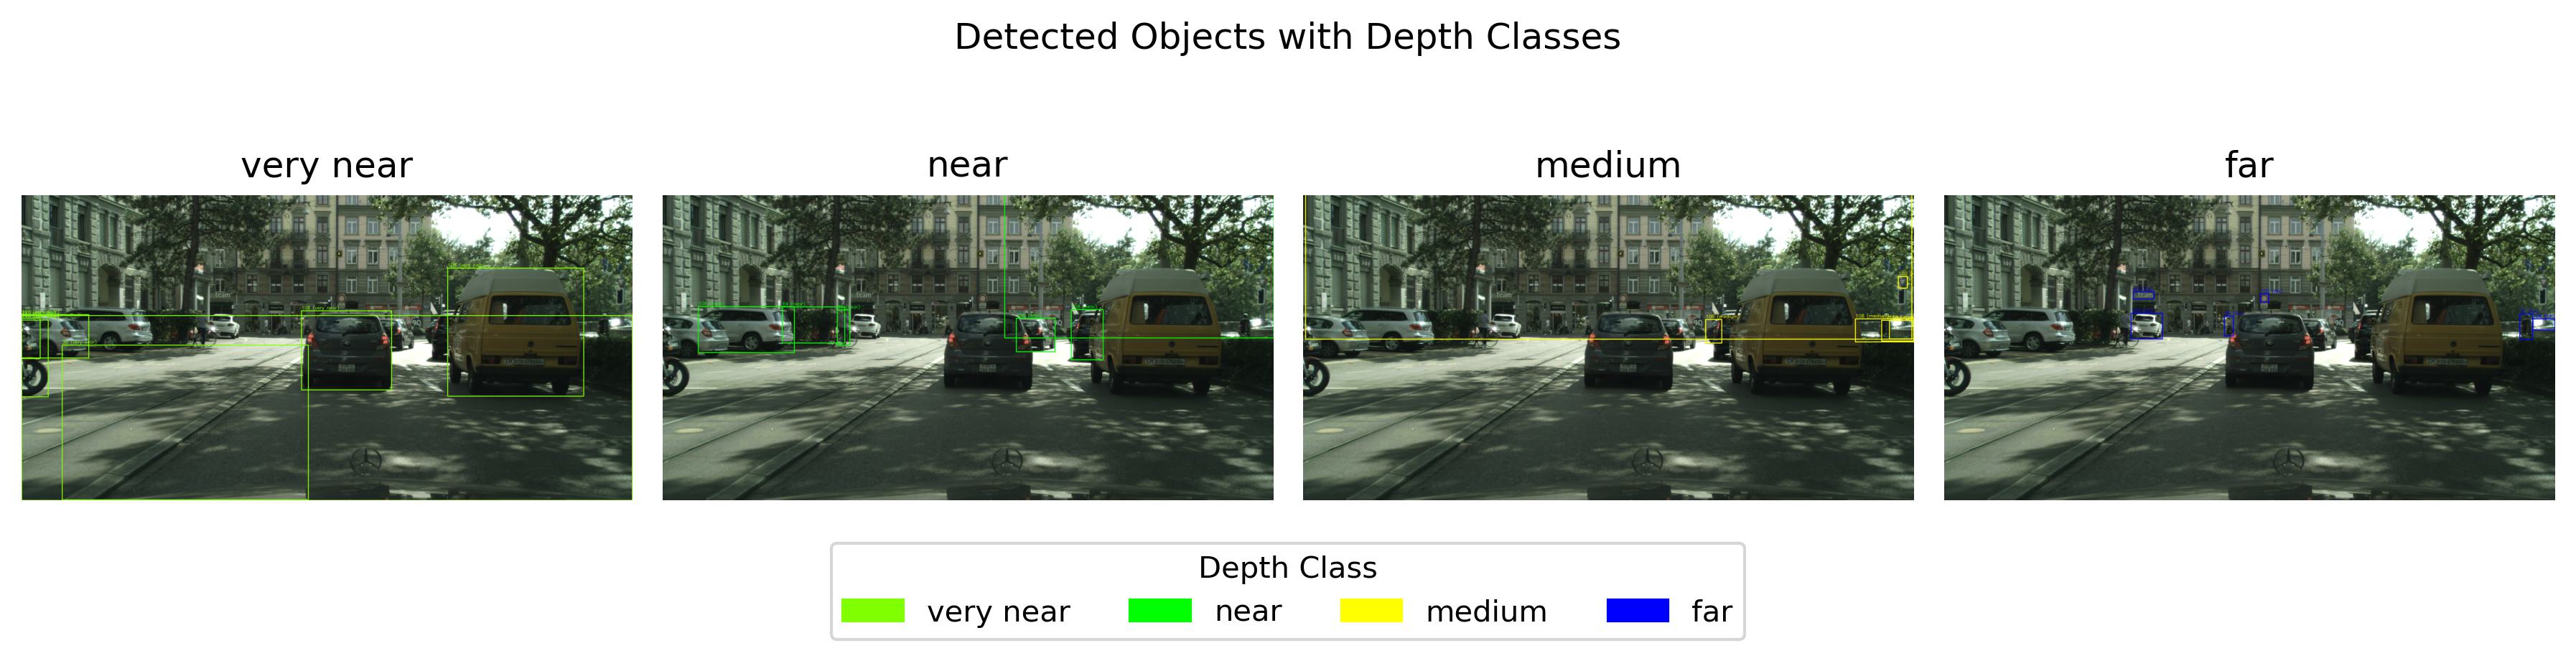 Detected Objects with Depth Classes
very near
near
medium
far
Depth Class
very near
near
medium
far